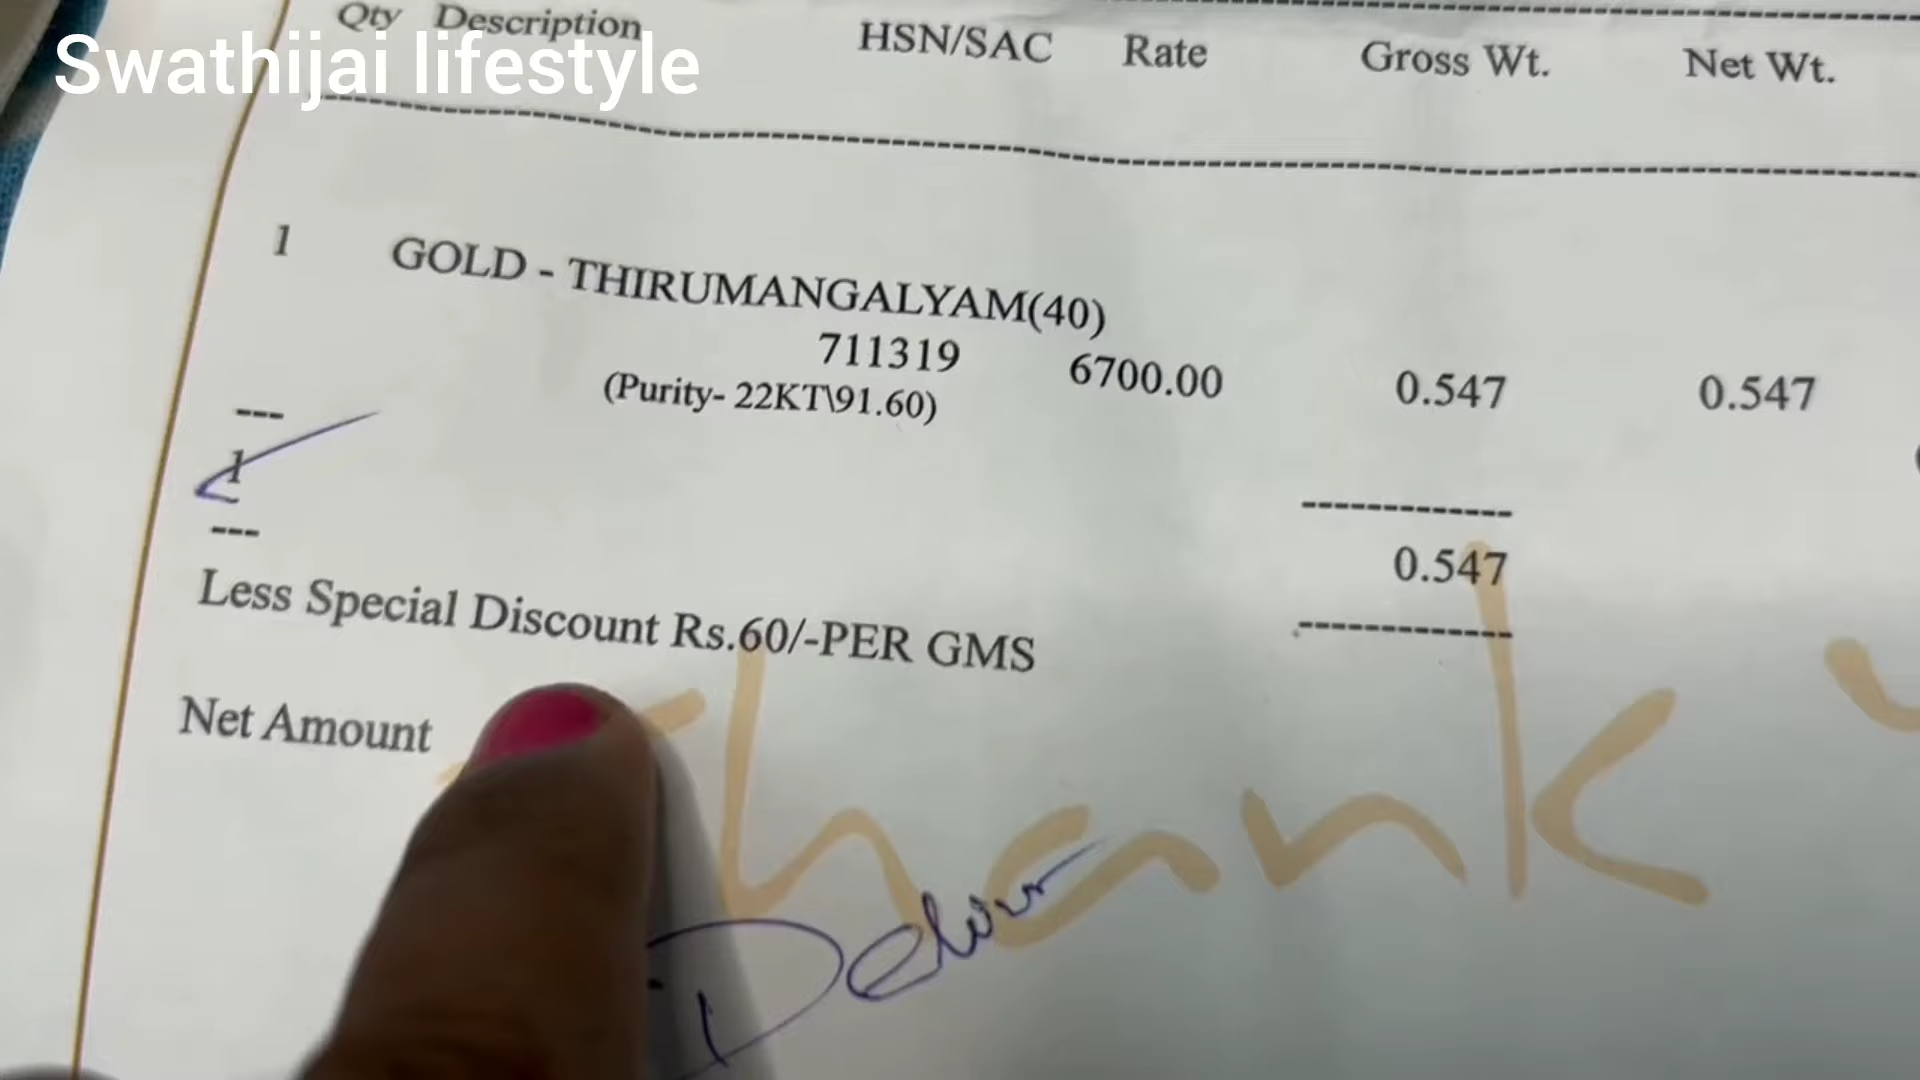 Qty Description HSN/SAC Rate Gross Wt. Net Wt.
Swathijai lifestyle
1 GOLD - THIRUMANGALYAM(40)
711319 6700.00 0.547 0.547
(Purity- 22KT\91.60)
1
0.547
Less Special Discount Rs.60/-PER GMS
Net Amount